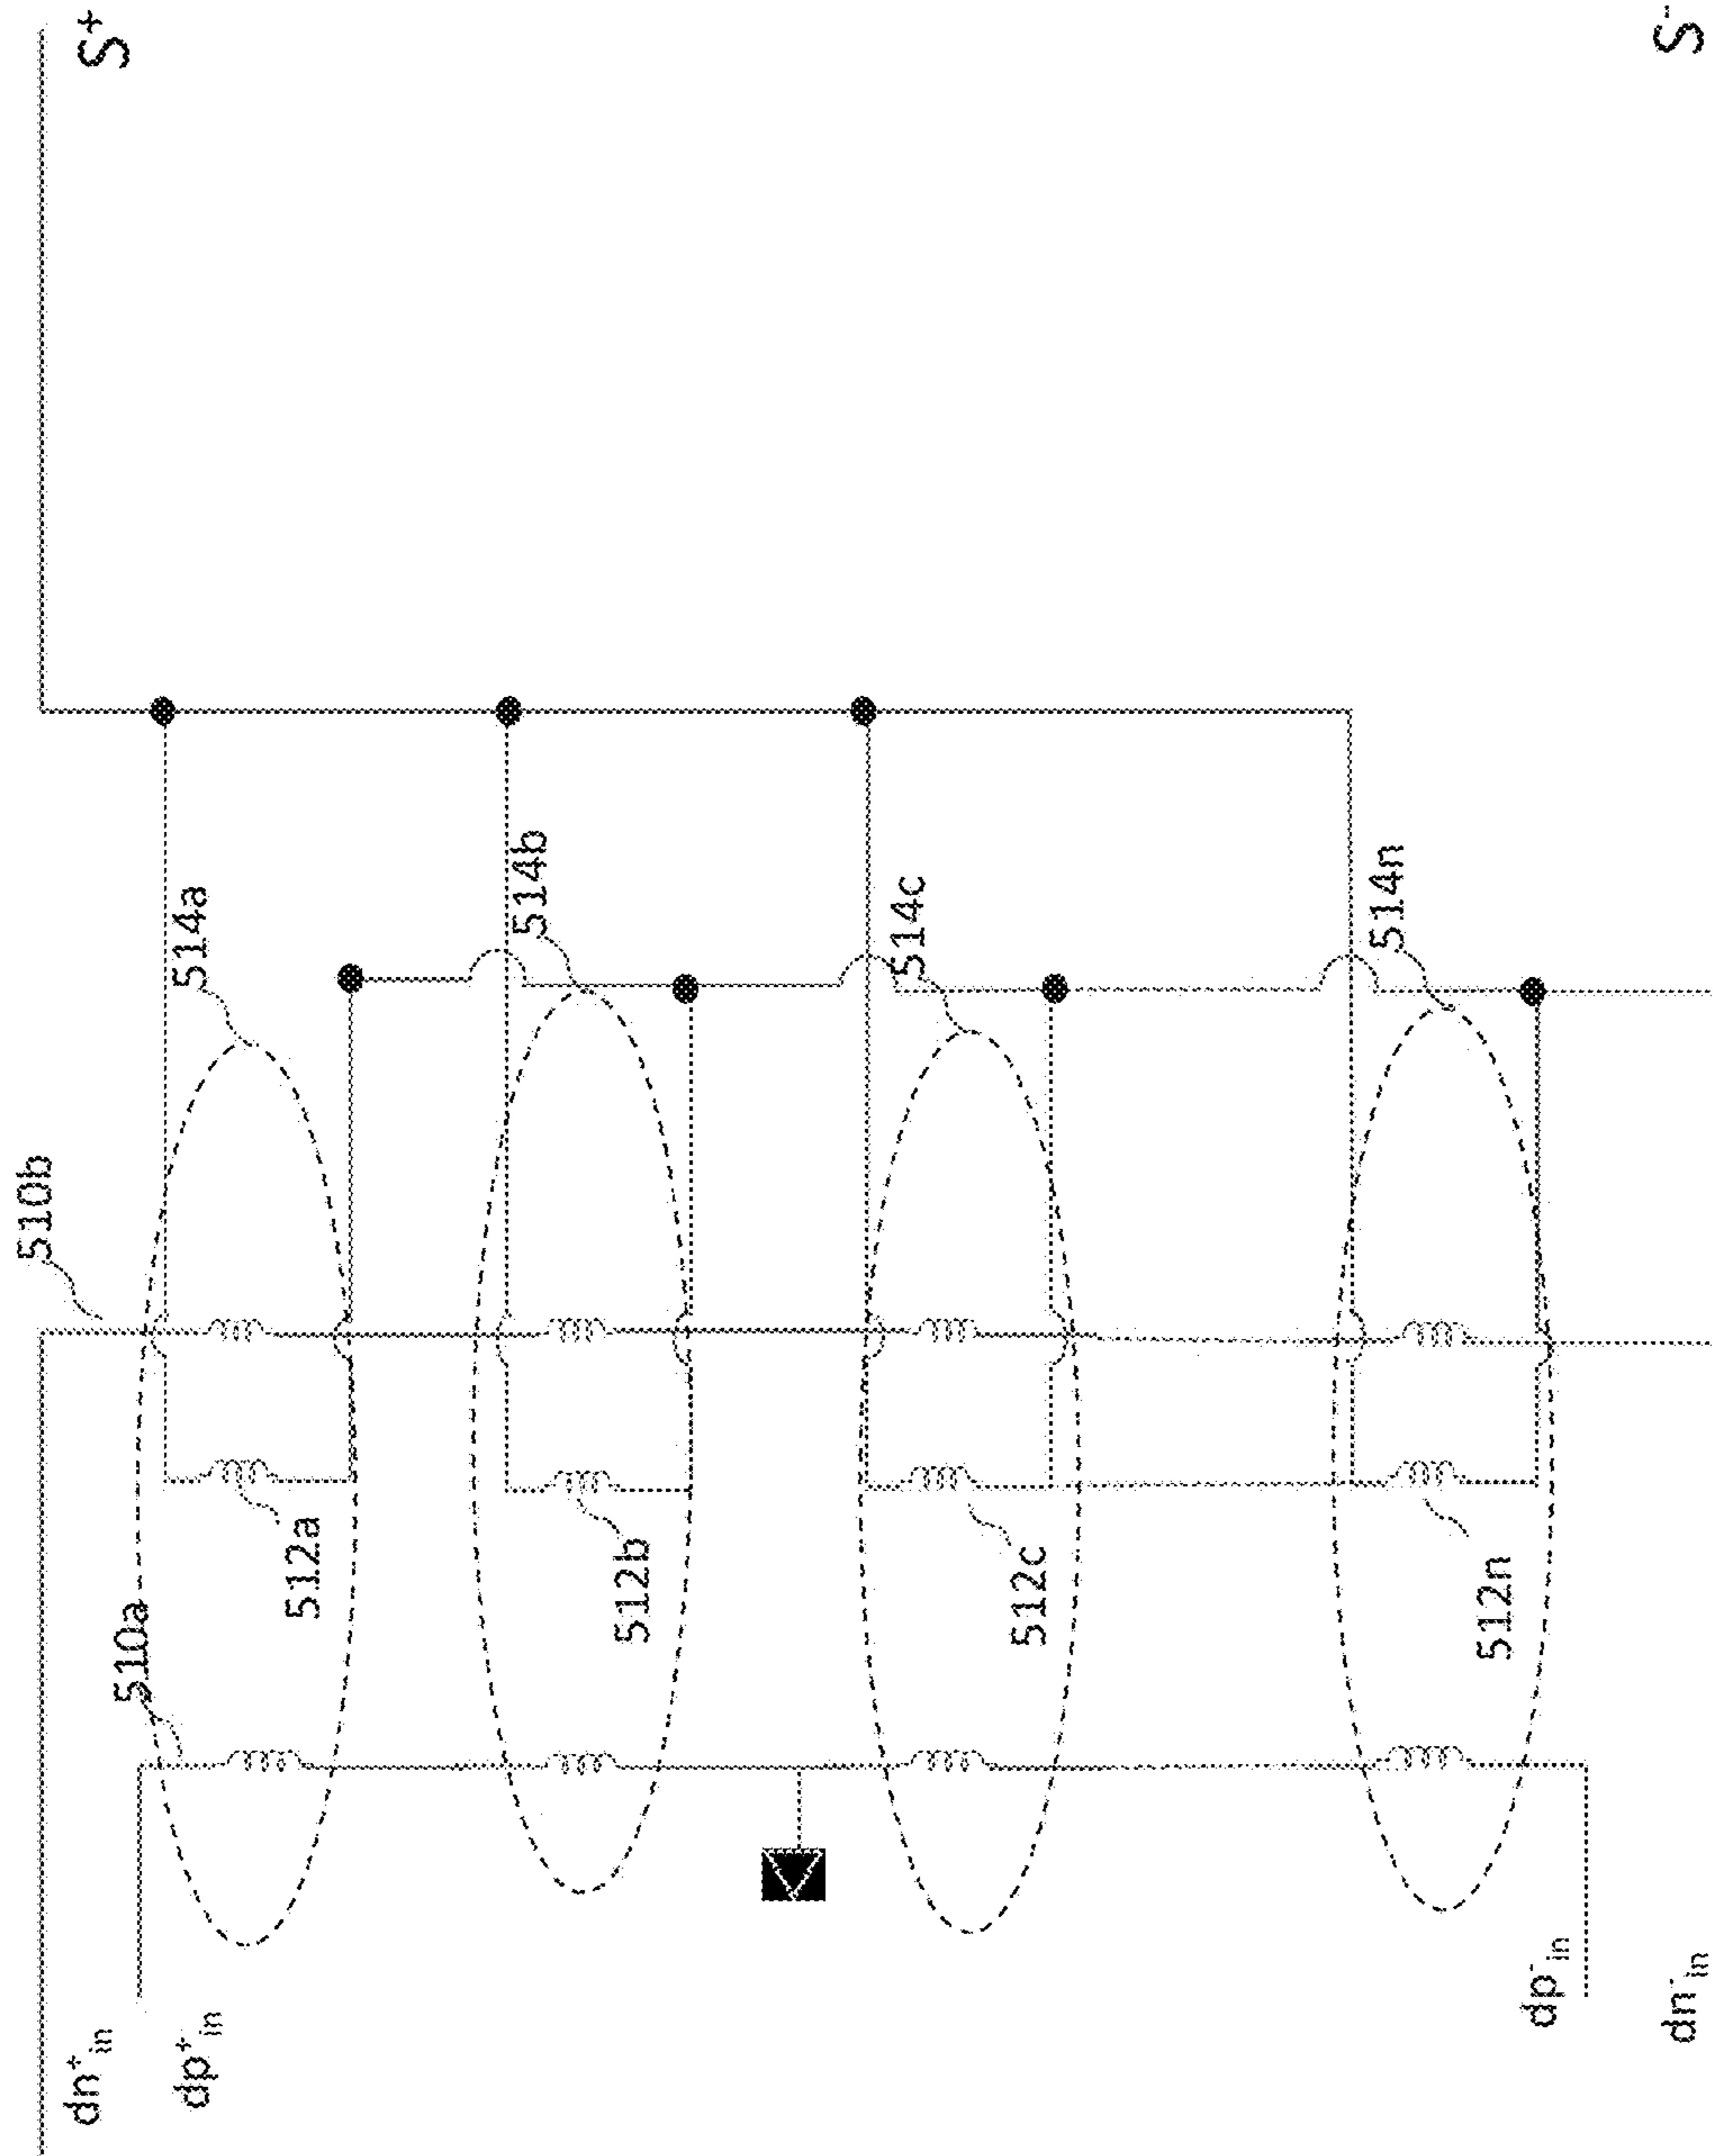 S+
S-
514a
514b
514c
514n
510b
510a
512a
512b
512c
512n
dn+in
dp+in
dp-in
dn-in